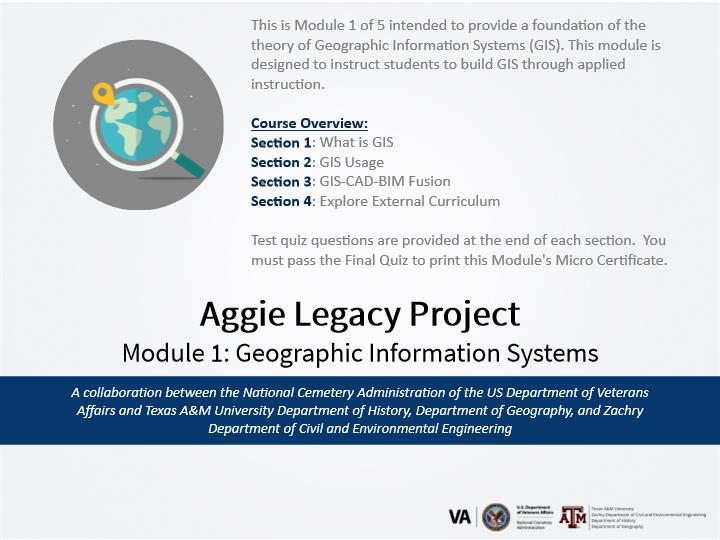 This is Module 1 of 5 intended to provide a foundation of the
theory of Geographic Information Systems (GIS). This module is
designed to instruct students to build GIS through applied
instruction.
Course Overview:
Section 1: What is GIS
Section 2: GIS Usage
Section 3: GIS-CAD-BIM Fusion
Section 4: Explore External Curriculum
Test quiz questions are provided at the end of each section.  You
must pass the Final Quiz to print this Module's Micro Certificate.
Aggie Legacy Project
Module 1: Geographic Information Systems
A collaboration between the National Cemetery Administration of the US Department of Veterans
Affairs and Texas A&M University Department of History, Department of Geography, and Zachry
Department of Civil and Environmental Engineering
VA
U.S. Department
of Veterans Affairs
National Cemetery
Administration
ATM
Texas A&M University
Zachry Department of Civil and Environmental Engineering
Department of History
Department of Geography